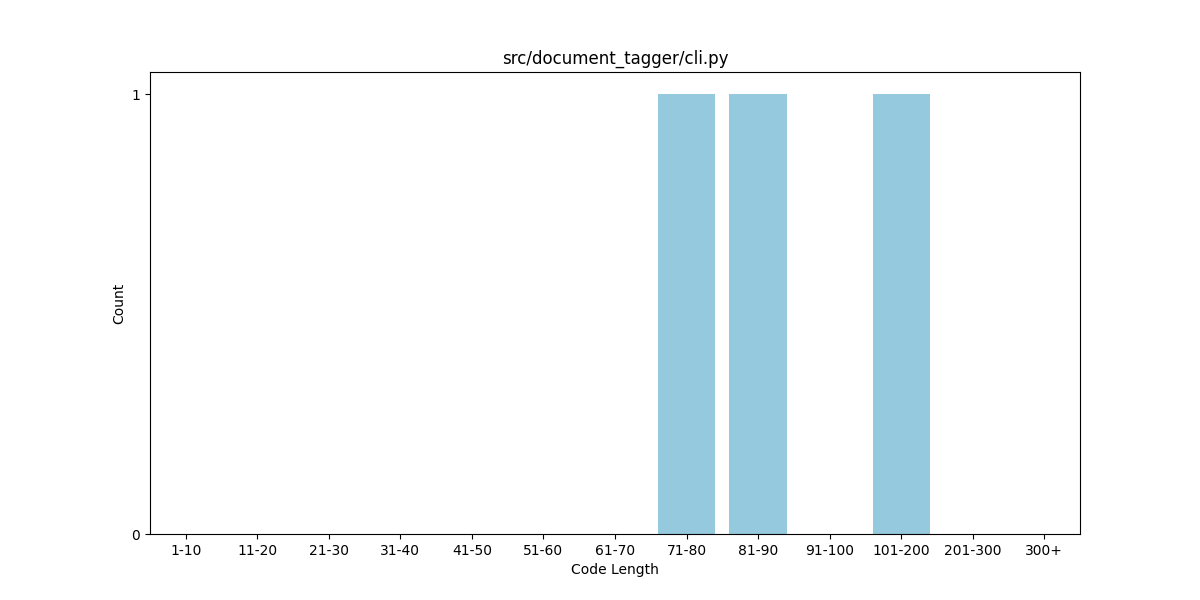 src/document_tagger/cli.py
1
Count
0
1-10 11-20 21-30 31-40 41-50 51-60 61-70 71-80 81-90 91-100 101-200 201-300 300+
Code Length